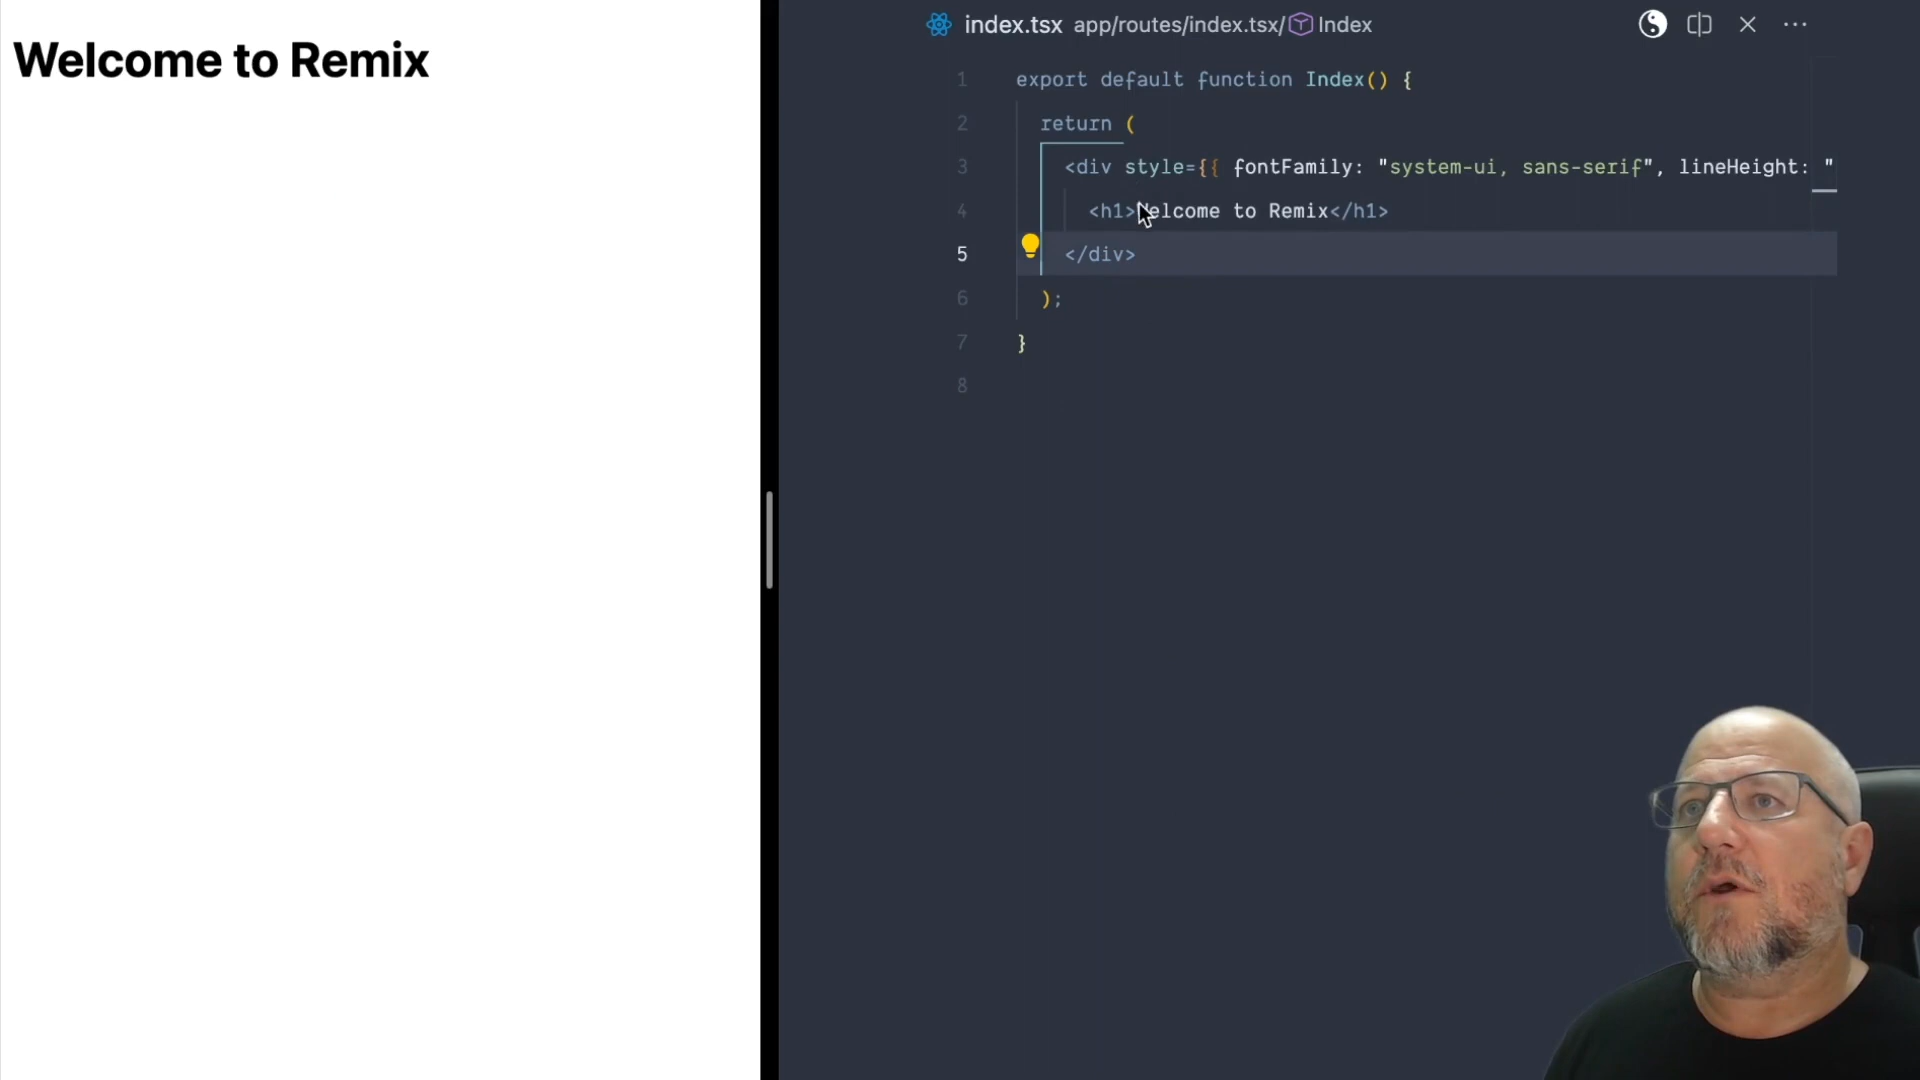 Welcome to Remix
index.tsx app/routes/index.tsx/ Index
1 export default function Index() {
2 return (
3 <div style={{ fontFamily: "system-ui, sans-serif", lineHeight: "
4 <h1>Welcome to Remix</h1>
5 </div>
6 );
7 }
8